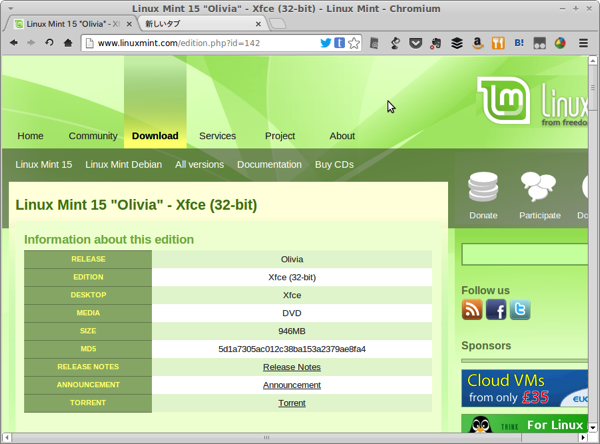 Linux Mint 15 "Olivia" - Xfce (32-bit) - Linux Mint - Chromium
Linux Mint 15 "Olivia" - Xf
新しいタブ
www.linuxmint.com/edition.php?id=142
B!
lm
Linux
from freedo
Home Community Download Services Project About
Linux Mint 15 Linux Mint Debian All versions Documentation Buy CDs
Donate Participate Do
Linux Mint 15 "Olivia" - Xfce (32-bit)
Information about this edition
RELEASE Olivia
EDITION Xfce (32-bit)
DESKTOP Xfce
MEDIA DVD
SIZE 946MB
MD5 5d1a7305ac012c38ba153a2379ae8fa4
RELEASE NOTES Release Notes
ANNOUNCEMENT Announcement
TORRENT Torrent
Follow us
Sponsors
Cloud VMs
from only £35
THINK
For Linux